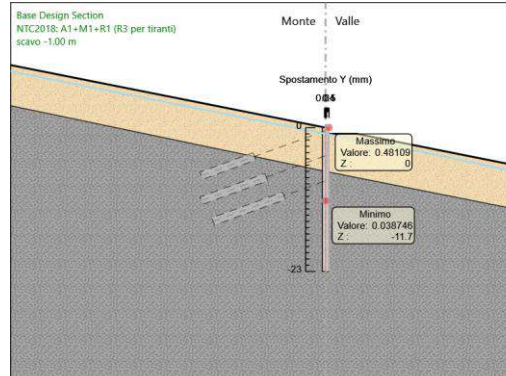 Base Design Section
NTC2018: A1+M1+R1 (R3 per tiranti)
scavo -1.00 m
Monte
Valle
Spostamento Y (mm)
0
Massimo
Valore: 0.48109
Z : 0
Minimo
Valore: 0.038746
Z : -11.7
-23